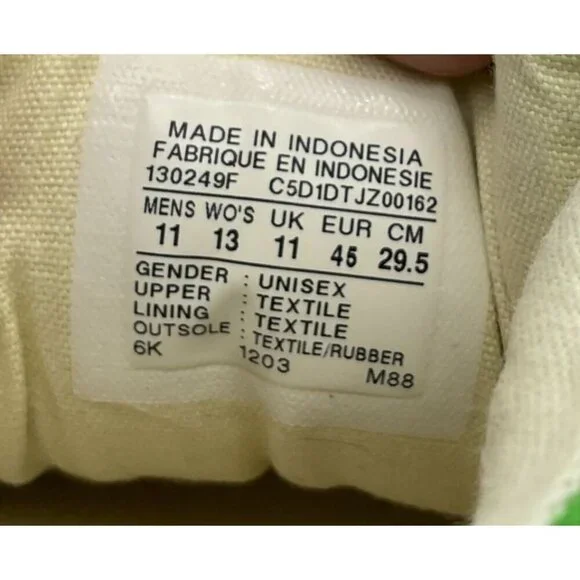 MADE IN INDONESIA
FABRIQUE EN INDONESIE
130249F C5D1DTJZ00162
MENS WO'S UK EUR CM
11 13 11 45 29.5
GENDER : UNISEX
UPPER : TEXTILE
LINING : TEXTILE
OUTSOLE : TEXTILE/RUBBER
6K 1203 M88